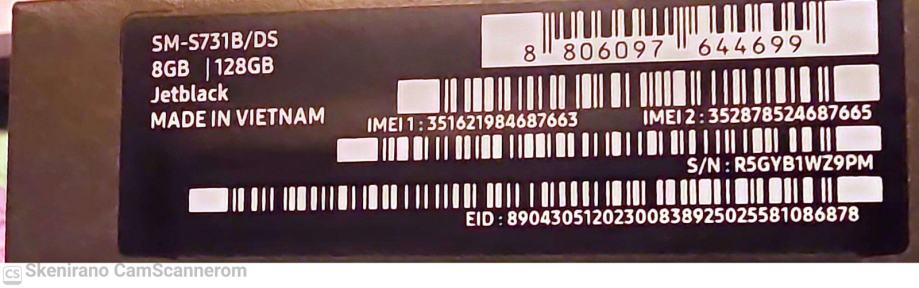 SM-S731B/DS
8GB | 128GB
Jetblack
MADE IN VIETNAM
8 806097 644699
IMEI 1 : 351621984687663
IMEI 2 : 352878524687665
S/N : R5GYB1WZ9PM
EID : 89043051202300838925025581086878
CS Skenirano CamScannerom